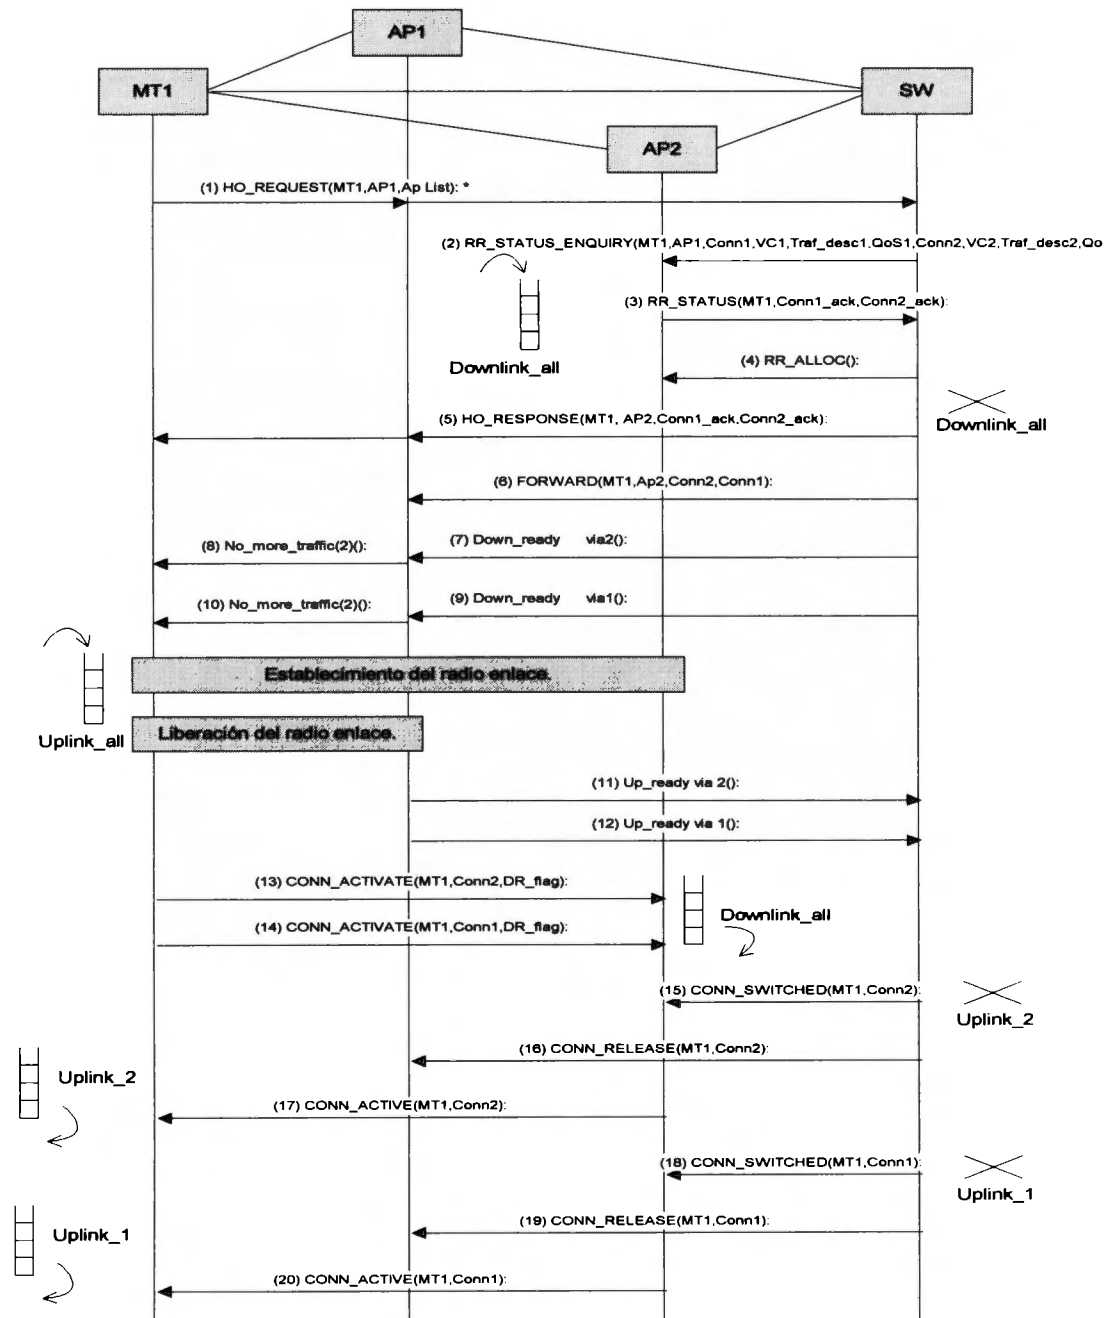 AP1
MT1
SW
AP2
(1) HO_REQUEST(MT1,AP1,Ap List): *
(2) RR_STATUS_ENQUIRY(MT1,AP1,Conn1,VC1,Traf_desc1.QoS1,Conn2,VC2,Traf_desc2,Qo
(3) RR_STATUS(MT1,Conn1_ack,Conn2_ack):
Downlink_all
(4) RR_ALLOC():
(5) HO_RESPONSE(MT1, AP2,Conn1_ack,Conn2_ack):
Downlink_all
(6) FORWARD(MT1,Ap2,Conn2,Conn1):
(8) No_more_traffic(2)():
(7) Down_ready via2():
(10) No_more_traffic(2)():
(9) Down_ready via1():
Establecimiento del radio enlace.
Uplink_all
Liberación del radio enlace.
(11) Up_ready via 2():
(12) Up_ready via 1():
(13) CONN_ACTIVATE(MT1,Conn2,DR_flag):
(14) CONN_ACTIVATE(MT1,Conn1,DR_flag):
Downlink_all
(15) CONN_SWITCHED(MT1,Conn2):
Uplink_2
(16) CONN_RELEASE(MT1,Conn2):
Uplink_2
(17) CONN_ACTIVE(MT1,Conn2):
(18) CONN_SWITCHED(MT1,Conn1):
Uplink_1
(19) CONN_RELEASE(MT1,Conn1):
Uplink_1
(20) CONN_ACTIVE(MT1,Conn1):